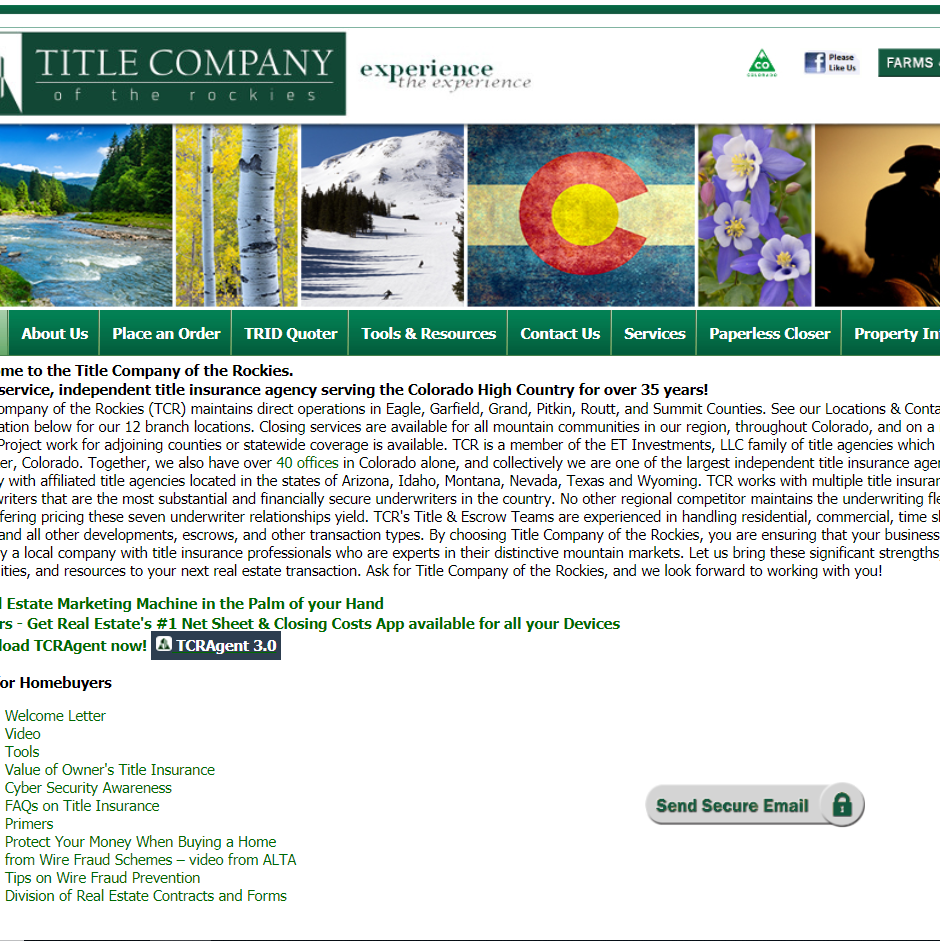 TITLE COMPANY
of the rockies
experience
the experience
CO
COLORADO
Please
Like Us
FARMS
About Us
Place an Order
TRID Quoter
Tools & Resources
Contact Us
Services
Paperless Closer
Property In
ome to the Title Company of the Rockies.
service, independent title insurance agency serving the Colorado High Country for over 35 years!
ompany of the Rockies (TCR) maintains direct operations in Eagle, Garfield, Grand, Pitkin, Routt, and Summit Counties. See our Locations & Conta
ation below for our 12 branch locations. Closing services are available for all mountain communities in our region, throughout Colorado, and on a
Project work for adjoining counties or statewide coverage is available. TCR is a member of the ET Investments, LLC family of title agencies which
er, Colorado. Together, we also have over 40 offices in Colorado alone, and collectively we are one of the largest independent title insurance agen
y with affiliated title agencies located in the states of Arizona, Idaho, Montana, Nevada, Texas and Wyoming. TCR works with multiple title insuran
writers that are the most substantial and financially secure underwriters in the country. No other regional competitor maintains the underwriting fle
ffering pricing these seven underwriter relationships yield. TCR's Title & Escrow Teams are experienced in handling residential, commercial, time sh
and all other developments, escrows, and other transaction types. By choosing Title Company of the Rockies, you are ensuring that your business
y a local company with title insurance professionals who are experts in their distinctive mountain markets. Let us bring these significant strengths,
ities, and resources to your next real estate transaction. Ask for Title Company of the Rockies, and we look forward to working with you!
l Estate Marketing Machine in the Palm of your Hand
rs - Get Real Estate's #1 Net Sheet & Closing Costs App available for all your Devices
load TCRAgent now! TCRAgent 3.0
or Homebuyers
Welcome Letter
Video
Tools
Value of Owner's Title Insurance
Cyber Security Awareness
FAQs on Title Insurance
Primers
Protect Your Money When Buying a Home
from Wire Fraud Schemes – video from ALTA
Tips on Wire Fraud Prevention
Division of Real Estate Contracts and Forms
Send Secure Email